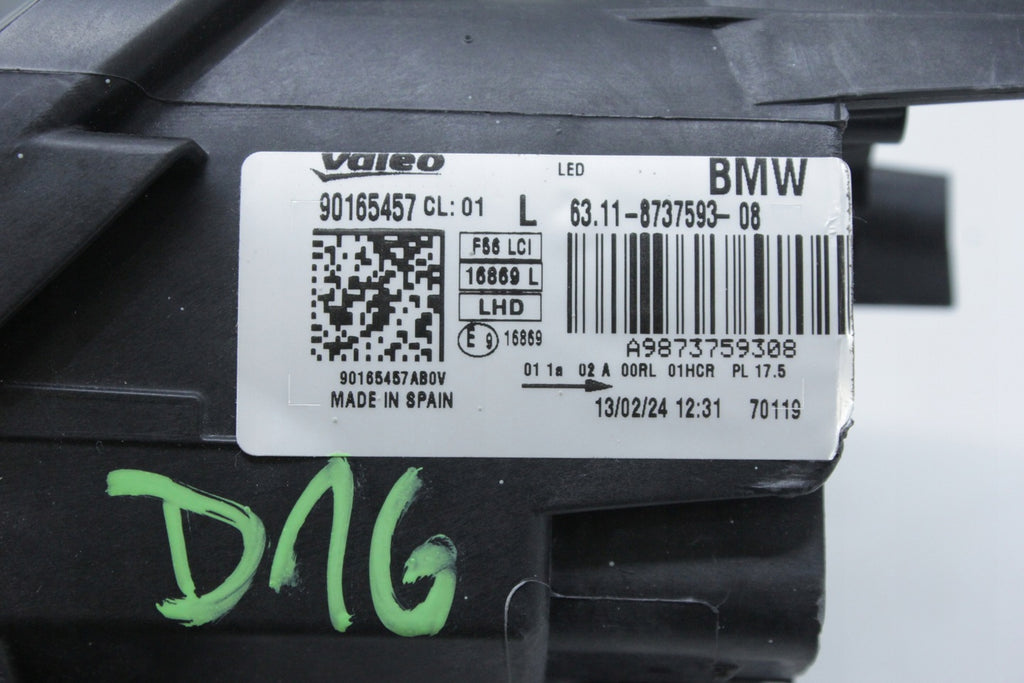 Valeo
LED
BMW
90165457 CL: 01
L
63.11-8737593-08
F56 LCI
16869 L
LHD
E 9 16869
A9873759308
01 1a 02 A 00RL 01HCR PL 17.5
90165457AB0V
MADE IN SPAIN
13/02/24 12:31 70119
D16